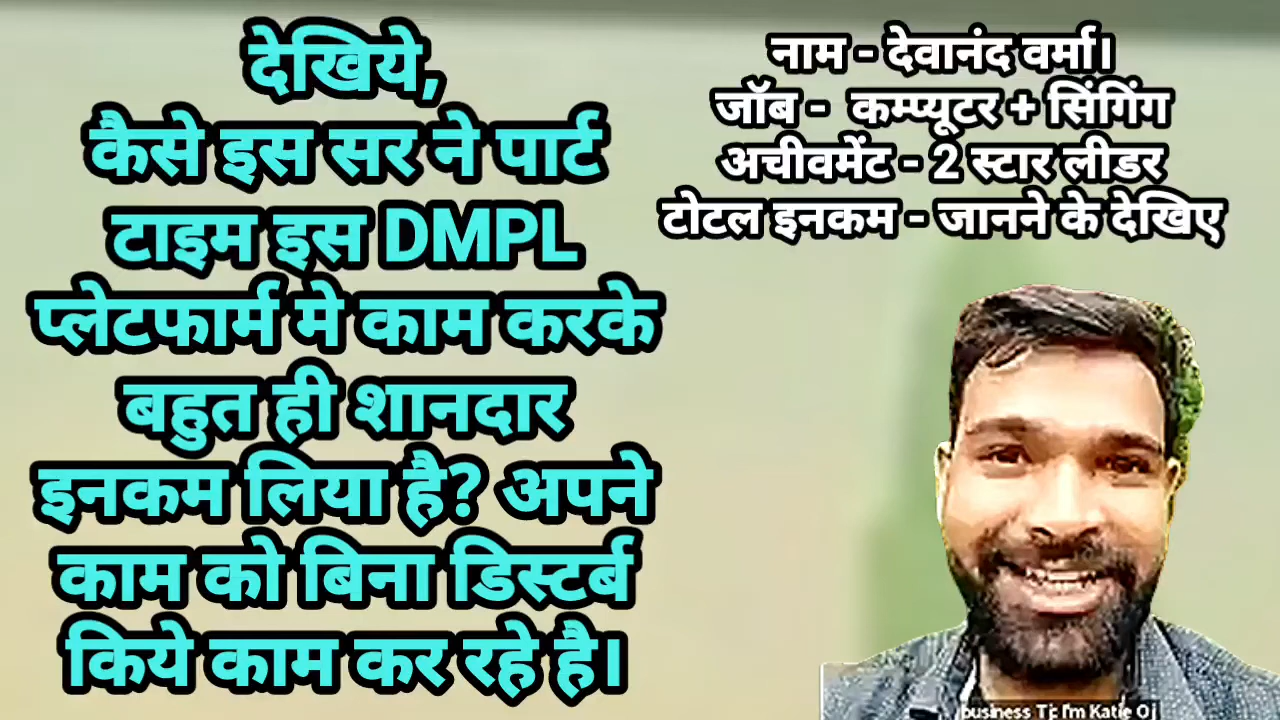 देखिये,
कैसे इस सर ने पार्ट
टाइम इस DMPL
प्लेटफार्म मे काम करके
बहुत ही शानदार
इनकम लिया है? अपने
काम को बिना डिस्टर्ब
किये काम कर रहे है।
नाम - देवानंद वर्मा।
जॉब - कम्प्यूटर + सिंगिंग
अचीवमेंट - 2 स्टार लीडर
टोटल इनकम - जानने के देखिए
business Ti: I'm Katie O